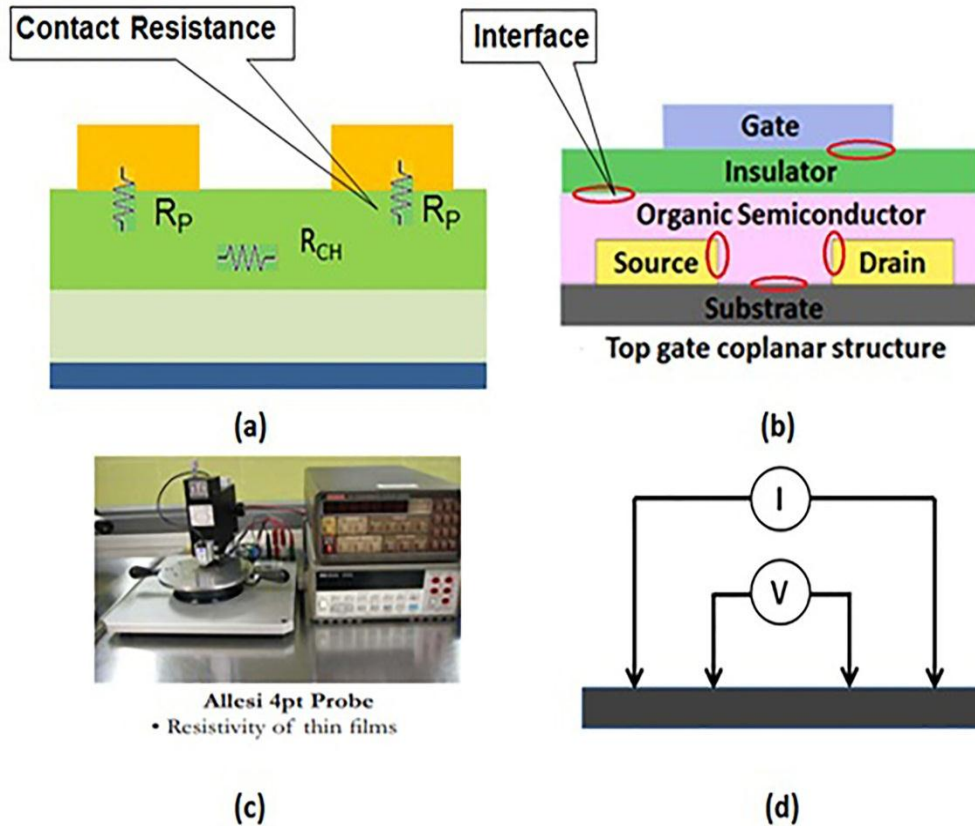 Contact Resistance
Interface
R_P
R_P
R_CH
(a)
Gate
Insulator
Organic Semiconductor
Source
Drain
Substrate
Top gate coplanar structure
(b)
Allesi 4pt Probe
• Resistivity of thin films
(c)
I
V
(d)